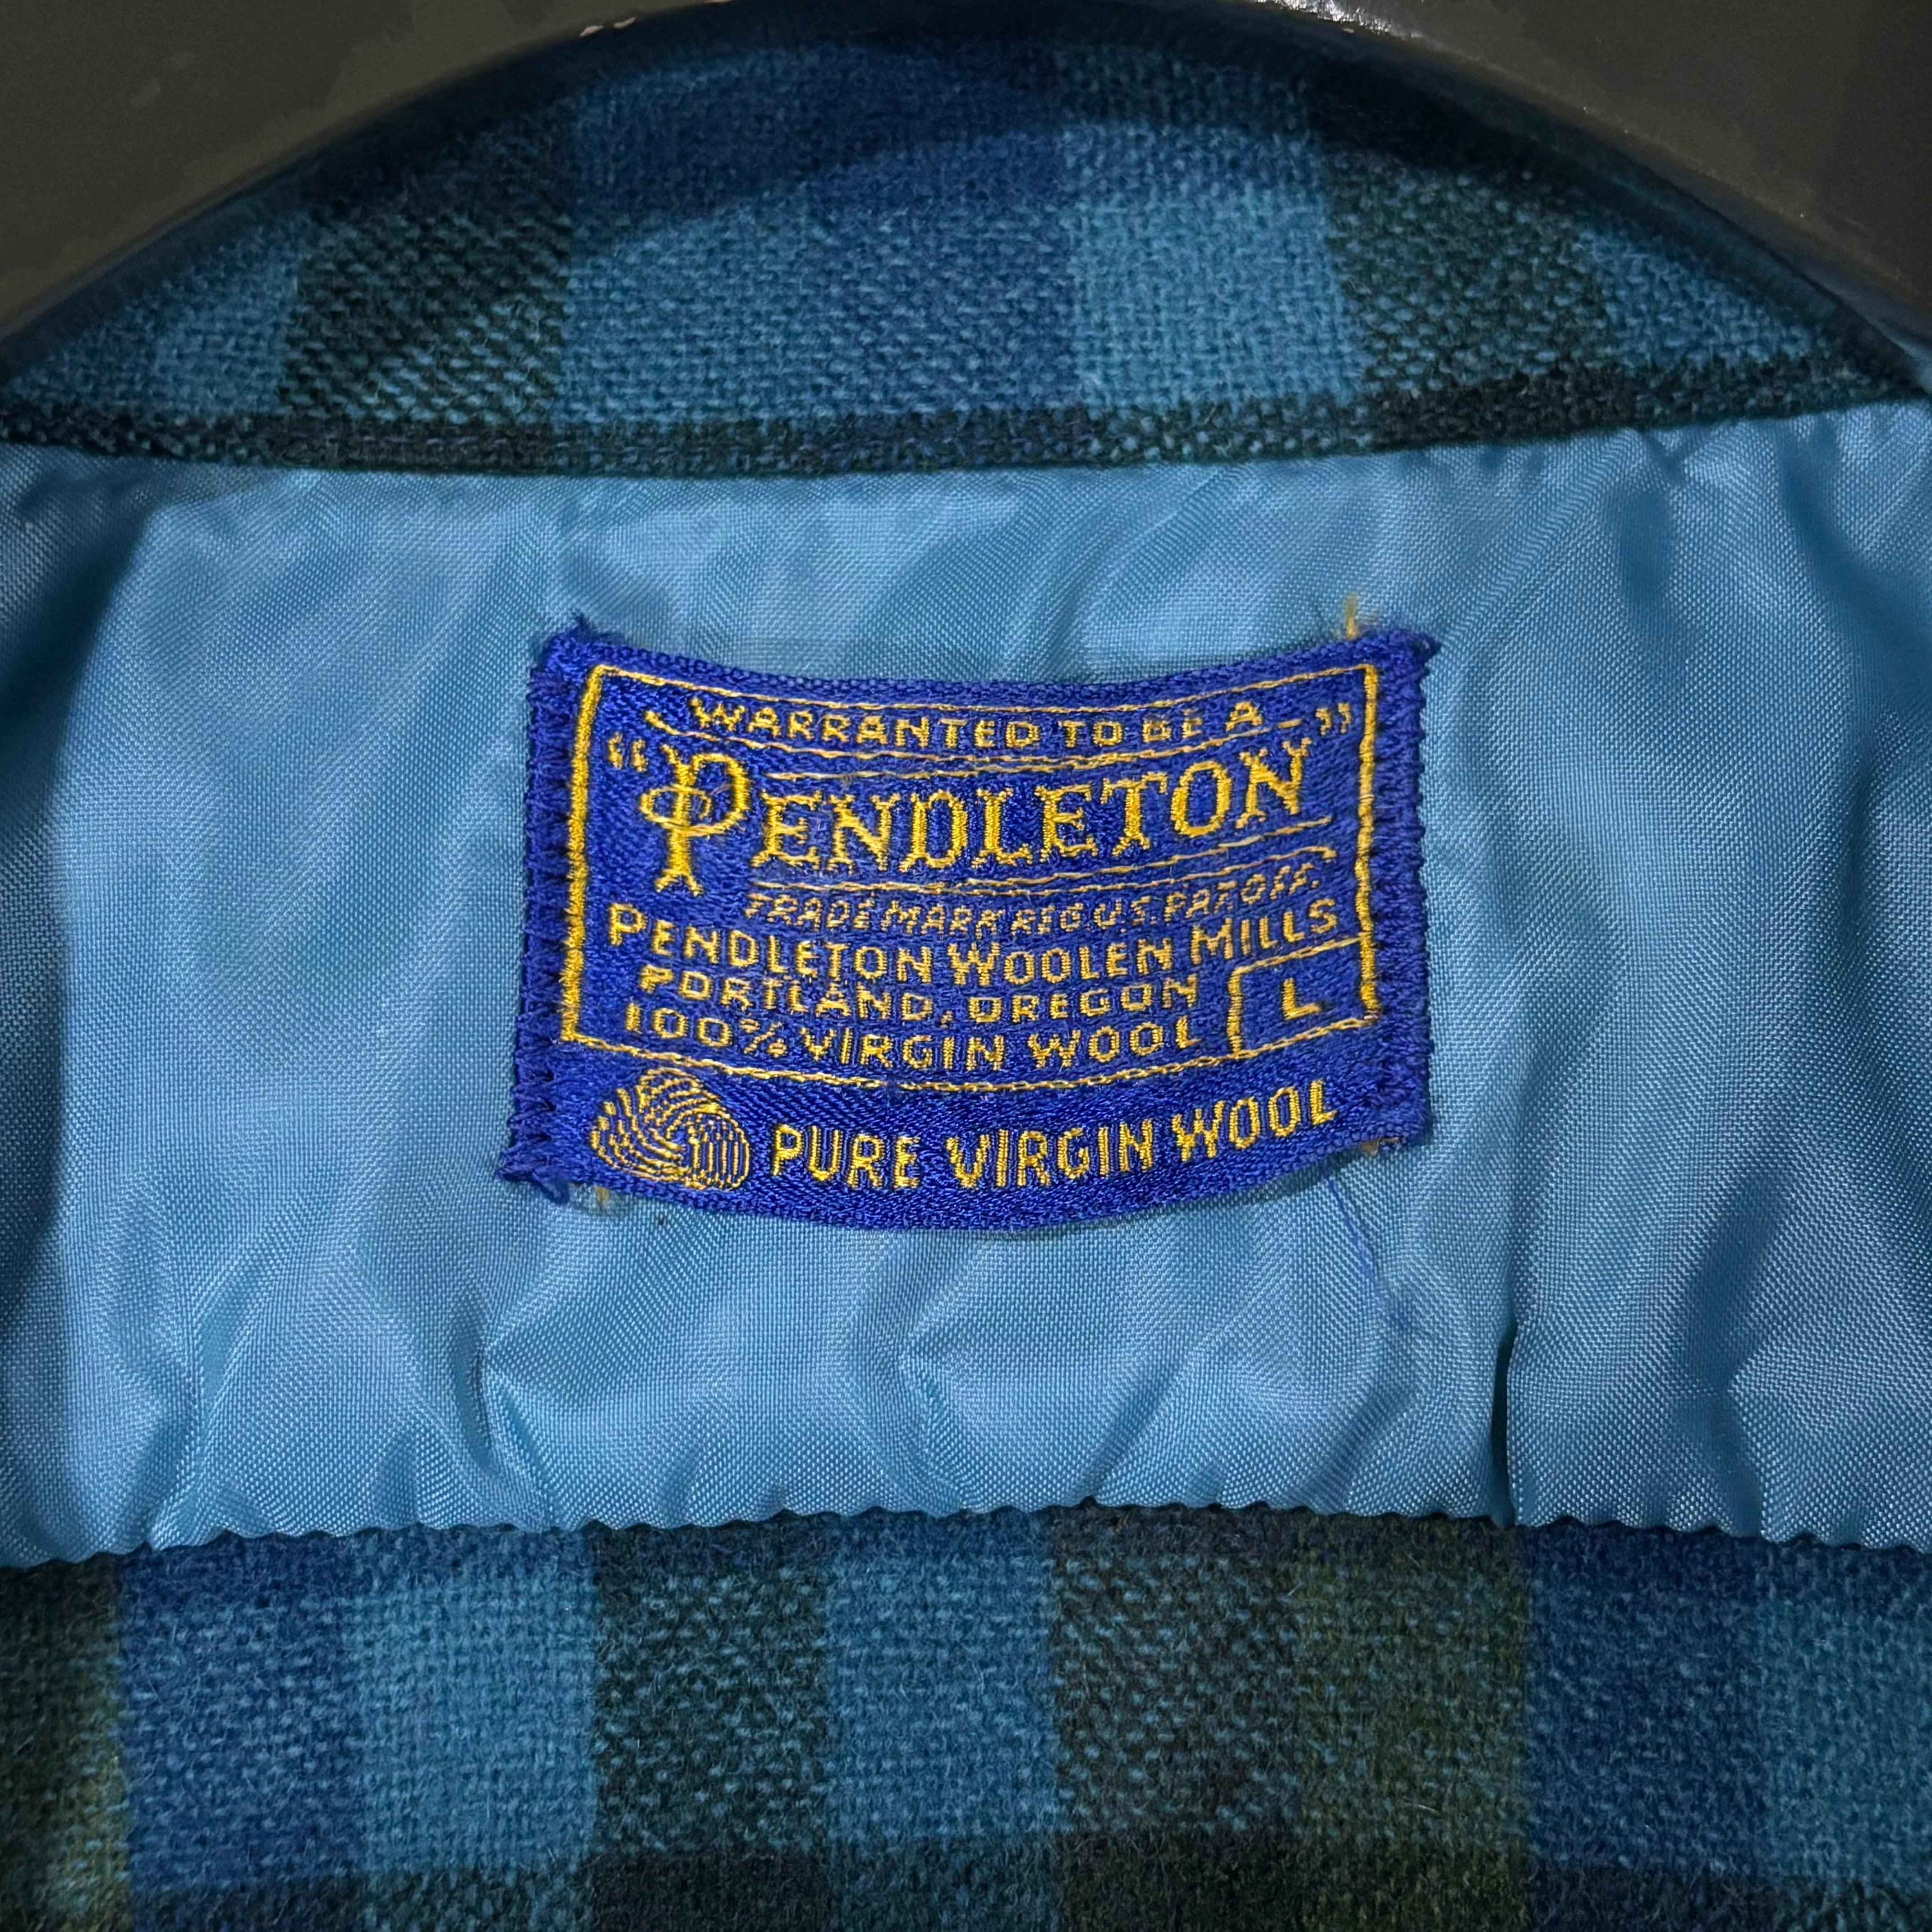 WARRANTED TO BE A-"
"PENDLETON"
TRADE MARK REG U.S. PAT. OFF.
PENDLETON WOOLEN MILLS
PORTLAND, OREGON
100% VIRGIN WOOL
L
PURE VIRGIN WOOL